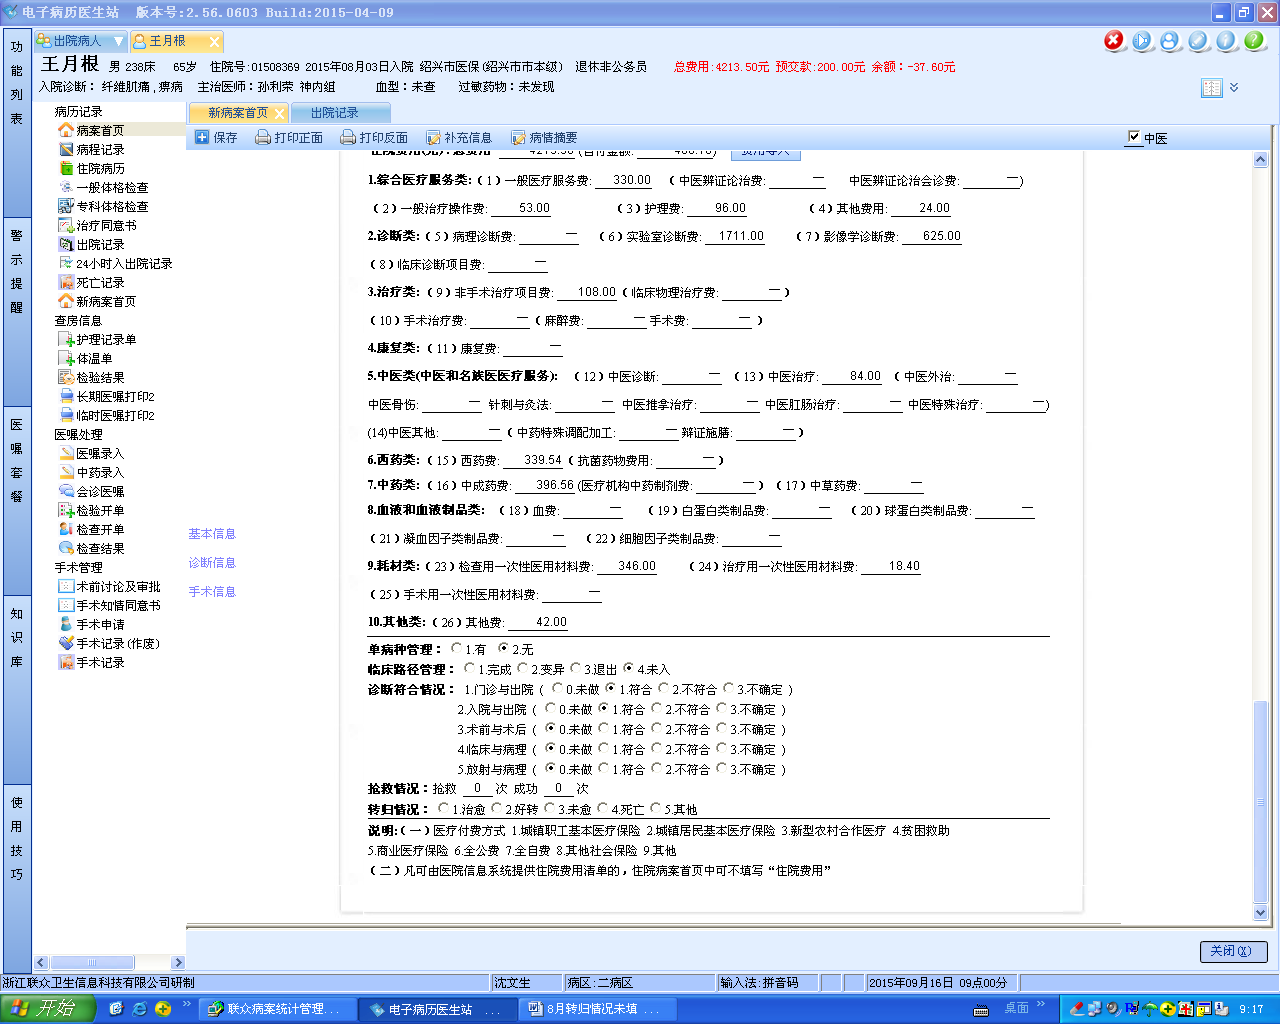 电子病历医生站 版本号:2.56.0603 Build:2015-04-09
出院病人 王月根
王月根 男 238床 65岁 住院号:01508369 2015年08月03日入院 绍兴市医保(绍兴市市本级) 退休非公务员 总费用:4213.50元 预交款:200.00元 余额:-37.60元
入院诊断: 纤维肌痛,痹病 主治医师:孙利荣 神内组 血型:未查 过敏药物:未发现
功能列表
警示提醒
医嘱套餐
知识库
使用技巧
病历记录
病案首页
病程记录
住院病历
一般体格检查
专科体格检查
治疗同意书
出院记录
24小时入出院记录
死亡记录
新病案首页
查房信息
护理记录单
体温单
检验结果
长期医嘱打印2
临时医嘱打印2
医嘱处理
医嘱录入
中药录入
会诊医嘱
检验开单
检查开单
检查结果
手术管理
术前讨论及审批
手术知情同意书
手术申请
手术记录(作废)
手术记录
新病案首页 出院记录
保存 打印正面 打印反面 补充信息 病情摘要 中医
基本信息
诊断信息
手术信息
1.综合医疗服务类:(1)一般医疗服务费: 330.00 (中医辨证论治费: — 中医辨证论治会诊费: —)
(2)一般治疗操作费: 53.00 (3)护理费: 96.00 (4)其他费用: 24.00
2.诊断类:(5)病理诊断费: — (6)实验室诊断费: 1711.00 (7)影像学诊断费: 625.00
(8)临床诊断项目费: —
3.治疗类:(9)非手术治疗项目费: 108.00 (临床物理治疗费: —)
(10)手术治疗费: — (麻醉费: — 手术费: —)
4.康复类:(11)康复费: —
5.中医类(中医和名族医医疗服务): (12)中医诊断: — (13)中医治疗: 84.00 (中医外治: —
中医骨伤: — 针刺与灸法: — 中医推拿治疗: — 中医肛肠治疗: — 中医特殊治疗: —)
(14)中医其他: — (中药特殊调配加工: — 辩证施膳: —)
6.西药类:(15)西药费: 339.54 (抗菌药物费用: —)
7.中药类:(16)中成药费: 396.56 (医疗机构中药制剂费: —) (17)中草药费: —
8.血液和血液制品类: (18)血费: — (19)白蛋白类制品费: — (20)球蛋白类制品费: —
(21)凝血因子类制品费: — (22)细胞因子类制品费: —
9.耗材类:(23)检查用一次性医用材料费: 346.00 (24)治疗用一次性医用材料费: 18.40
(25)手术用一次性医用材料费: —
10.其他类:(26)其他费: 42.00
单病种管理: 1.有 2.无
临床路径管理: 1.完成 2.变异 3.退出 4.未入
诊断符合情况: 1.门诊与出院 ( 0.未做 1.符合 2.不符合 3.不确定 )
2.入院与出院 ( 0.未做 1.符合 2.不符合 3.不确定 )
3.术前与术后 ( 0.未做 1.符合 2.不符合 3.不确定 )
4.临床与病理 ( 0.未做 1.符合 2.不符合 3.不确定 )
5.放射与病理 ( 0.未做 1.符合 2.不符合 3.不确定 )
抢救情况:抢救 0 次 成功 0 次
转归情况: 1.治愈 2.好转 3.未愈 4.死亡 5.其他
说明:(一)医疗付费方式 1.城镇职工基本医疗保险 2.城镇居民基本医疗保险 3.新型农村合作医疗 4.贫困救助
5.商业医疗保险 6.全公费 7.全自费 8.其他社会保险 9.其他
(二)凡可由医院信息系统提供住院费用清单的,住院病案首页中可不填写“住院费用”
关闭(X)
浙江联众卫生信息科技有限公司研制 沈文生 病区:二病区 输入法:拼音码 2015年09月16日 09点00分
开始 联众病案统计管理... 电子病历医生站 ... 8月转归情况未填 ... 桌面 9:17